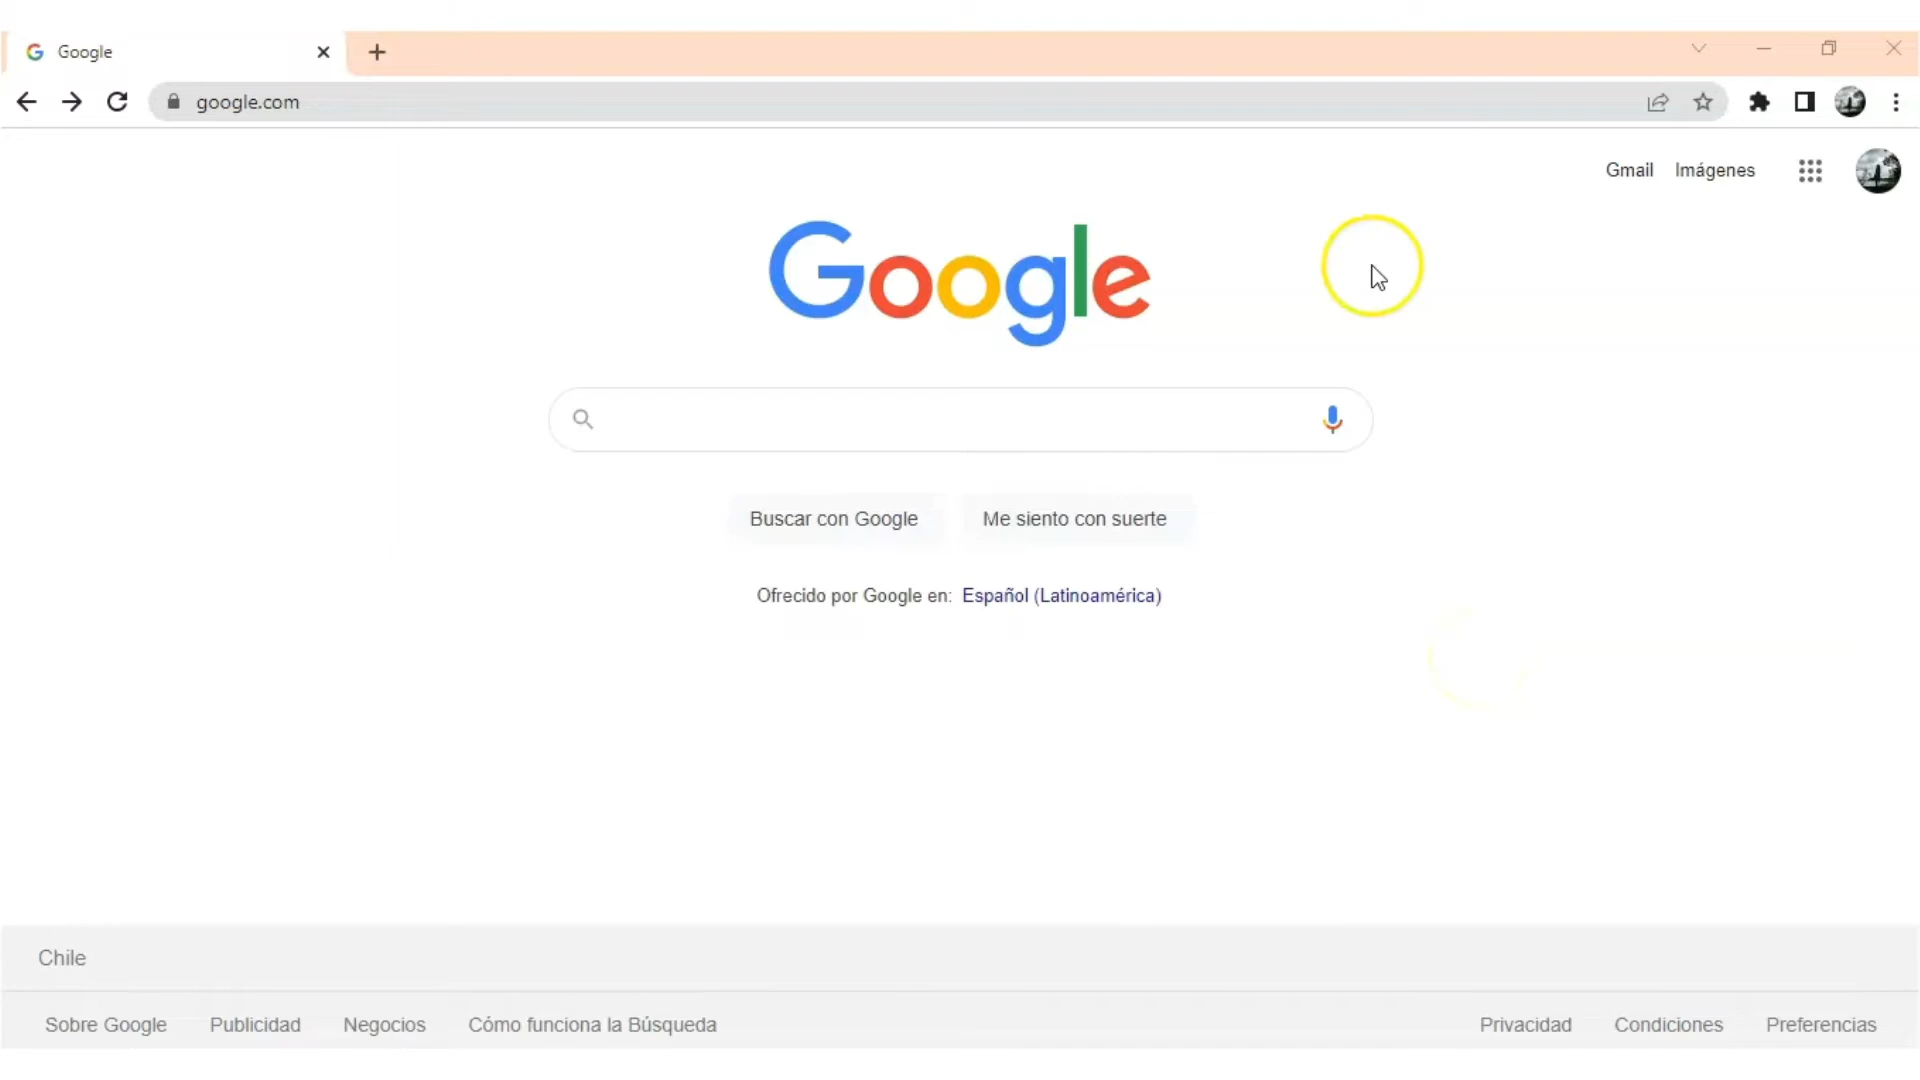 Google
google.com
Gmail Imágenes
Google
Buscar con Google Me siento con suerte
Ofrecido por Google en: Español (Latinoamérica)
Chile
Sobre Google Publicidad Negocios Cómo funciona la Búsqueda Privacidad Condiciones Preferencias